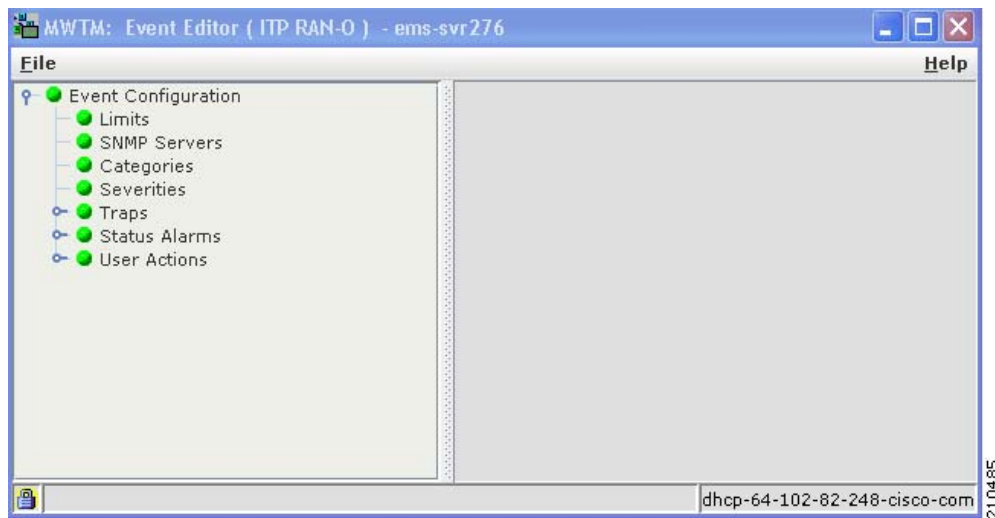 MWTM: Event Editor ( ITP RAN-O ) - ems-svr276
File Help
Event Configuration
Limits
SNMP Servers
Categories
Severities
Traps
Status Alarms
User Actions
dhcp-64-102-82-248-cisco-com
210485